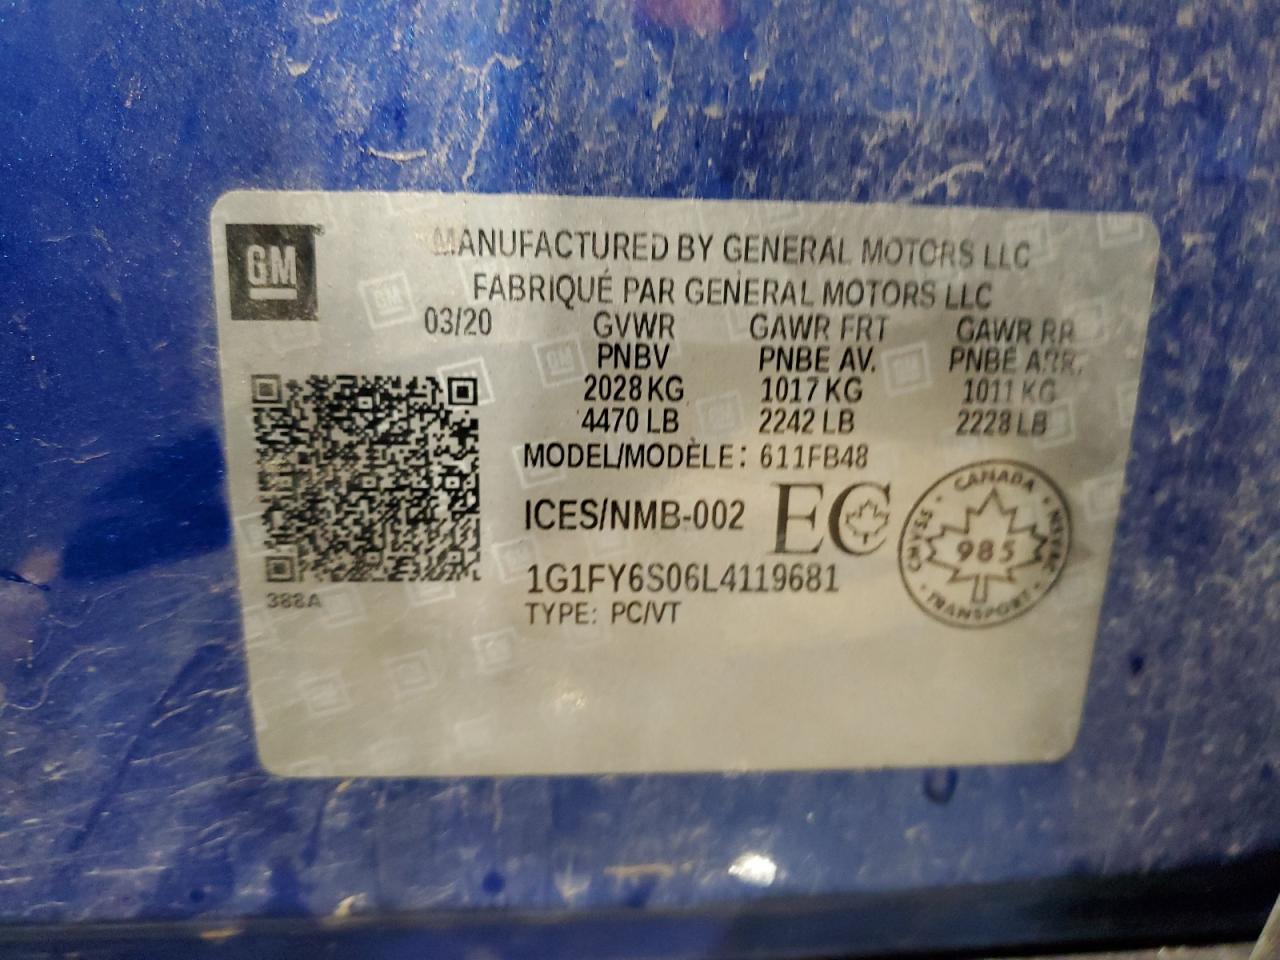 GM
MANUFACTURED BY GENERAL MOTORS LLC
FABRIQUÉ PAR GENERAL MOTORS LLC
03/20 GVWR GAWR FRT GAWR RR
PNBV PNBE AV. PNBE ARR.
2028 KG 1017 KG 1011 KG
4470 LB 2242 LB 2228 LB
MODEL/MODÈLE: 611FB48
ICES/NMB-002 EC
CANADA
985
TRANSPORT
1G1FY6S06L4119681
TYPE: PC/VT
388A